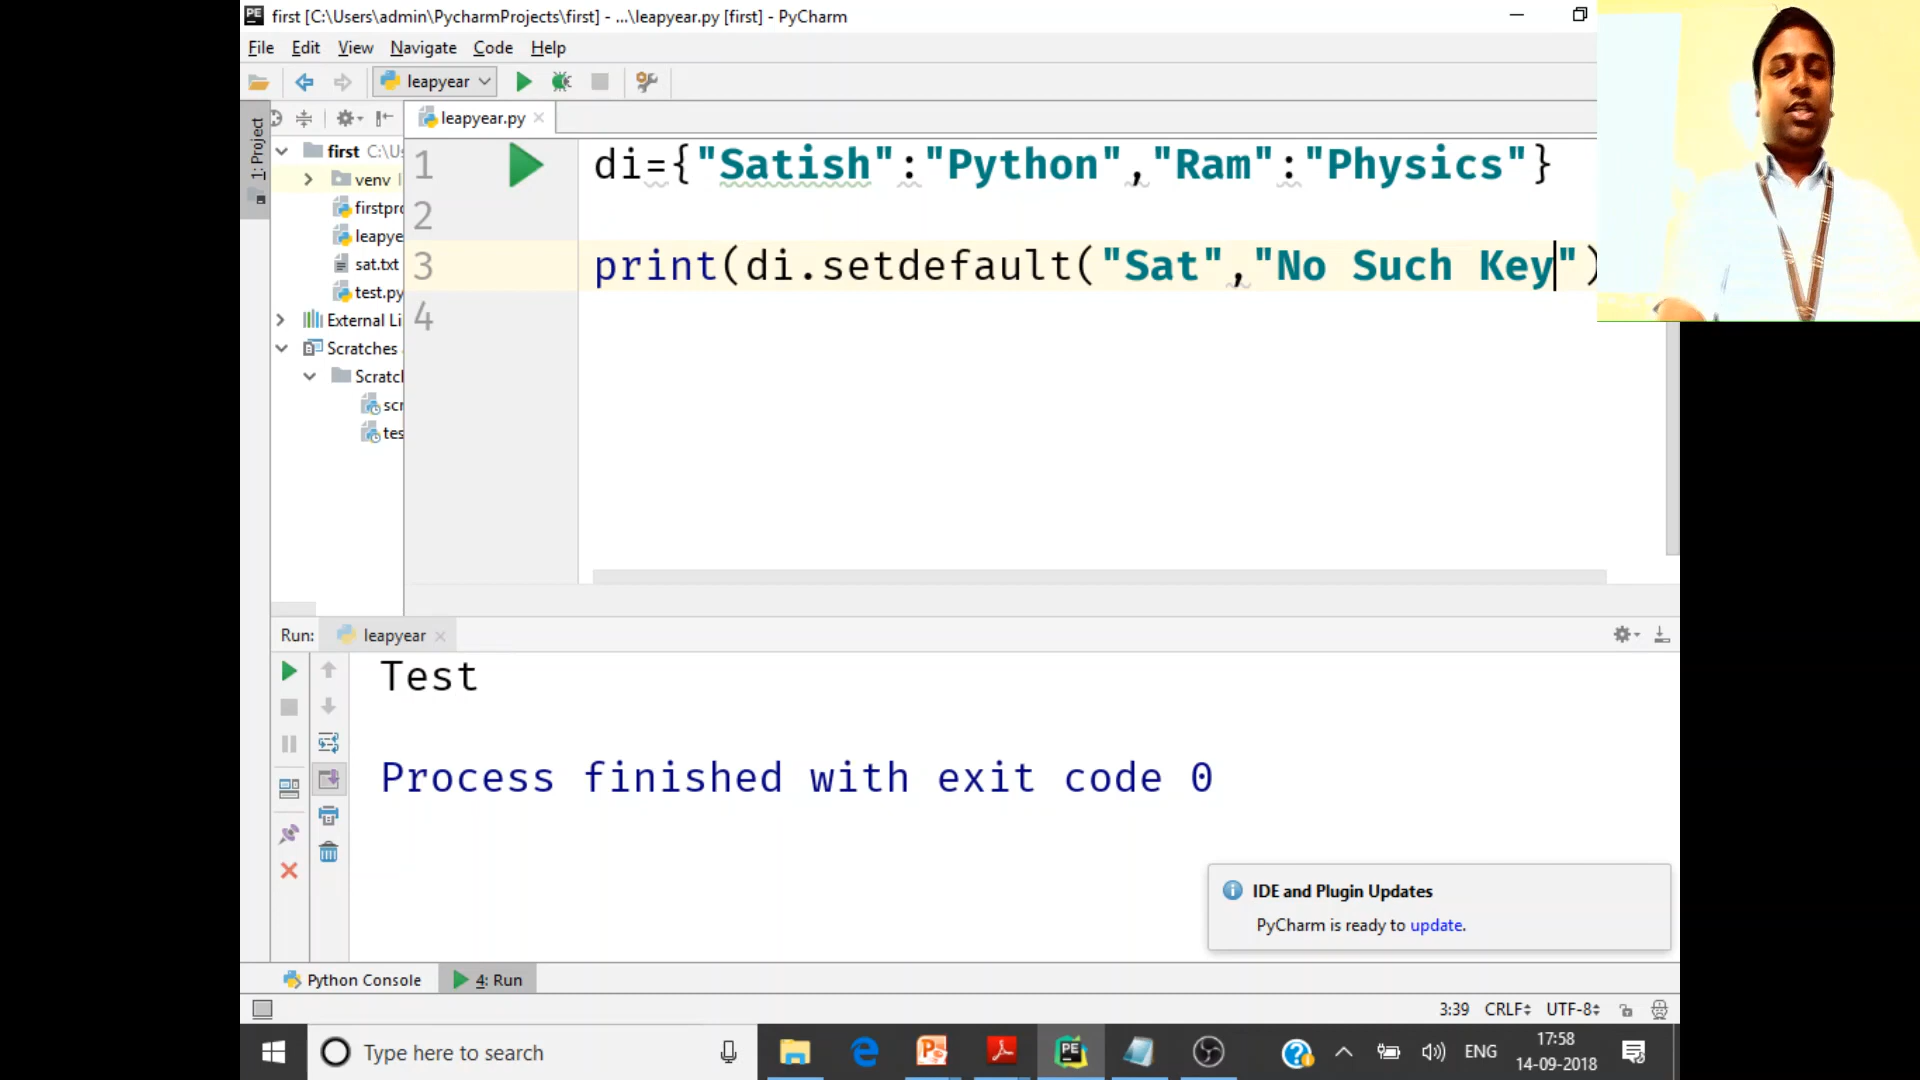 first [C:\Users\admin\PycharmProjects\first] - ...\leapyear.py [first] - PyCharm
File Edit View Navigate Code Help
leapyear
1: Project
leapyear.py
first C:\Us
venv
firstpro
leapye
sat.txt
test.py
External Li
Scratches
Scratch
scr
tes
1 di={"Satish":"Python","Ram":"Physics"}
2
3 print(di.setdefault("Sat","No Such Key")
4
Run: leapyear
Test
Process finished with exit code 0
IDE and Plugin Updates
PyCharm is ready to update.
Python Console 4: Run
3:39 CRLF UTF-8
Type here to search
ENG
17:58
14-09-2018